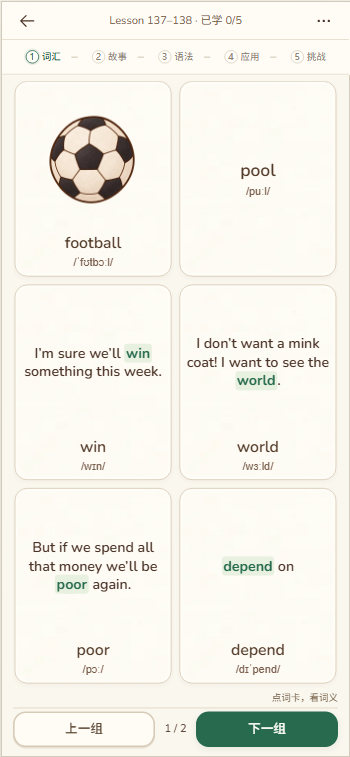 Lesson 137–138 · 已学 0/5
1 词汇 – 2 故事 – 3 语法 – 4 应用 – 5 挑战
football
/ˈfʊtbɔːl/
pool
/puːl/
I'm sure we'll win
something this week.
win
/wɪn/
I don't want a mink
coat! I want to see the
world.
world
/wɜːld/
But if we spend all
that money we'll be
poor again.
poor
/pɔː/
depend on
depend
/dɪˈpend/
点词卡，看词义
上一组
1 / 2
下一组